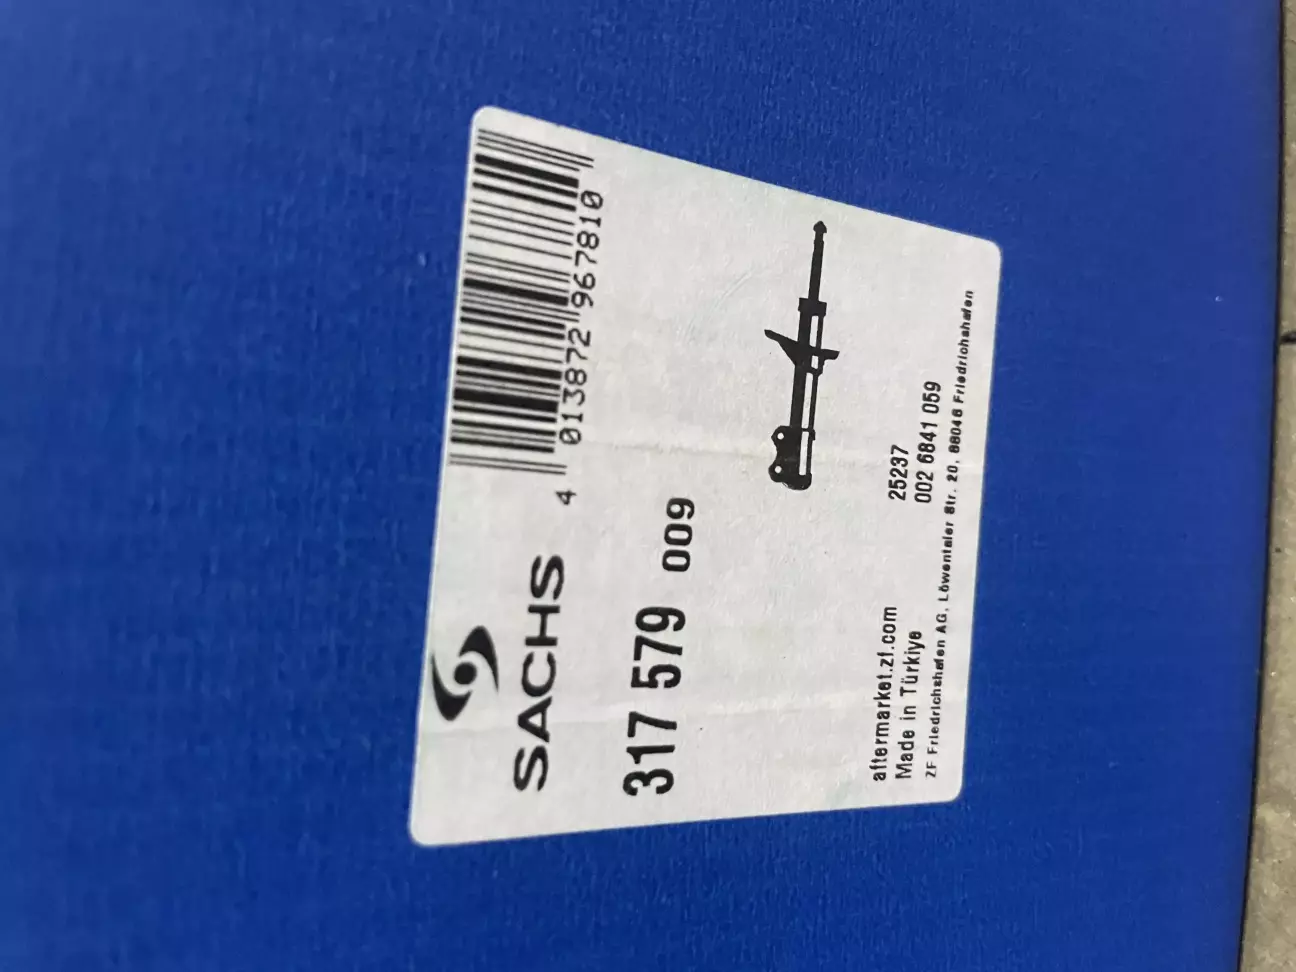 SACHS
4 013872 967810
317 579 009
25237
002 6841 059
aftermarket.zf.com
Made in Türkiye
ZF Friedrichshafen AG, Löwentaler Str. 20, 88046 Friedrichshafen